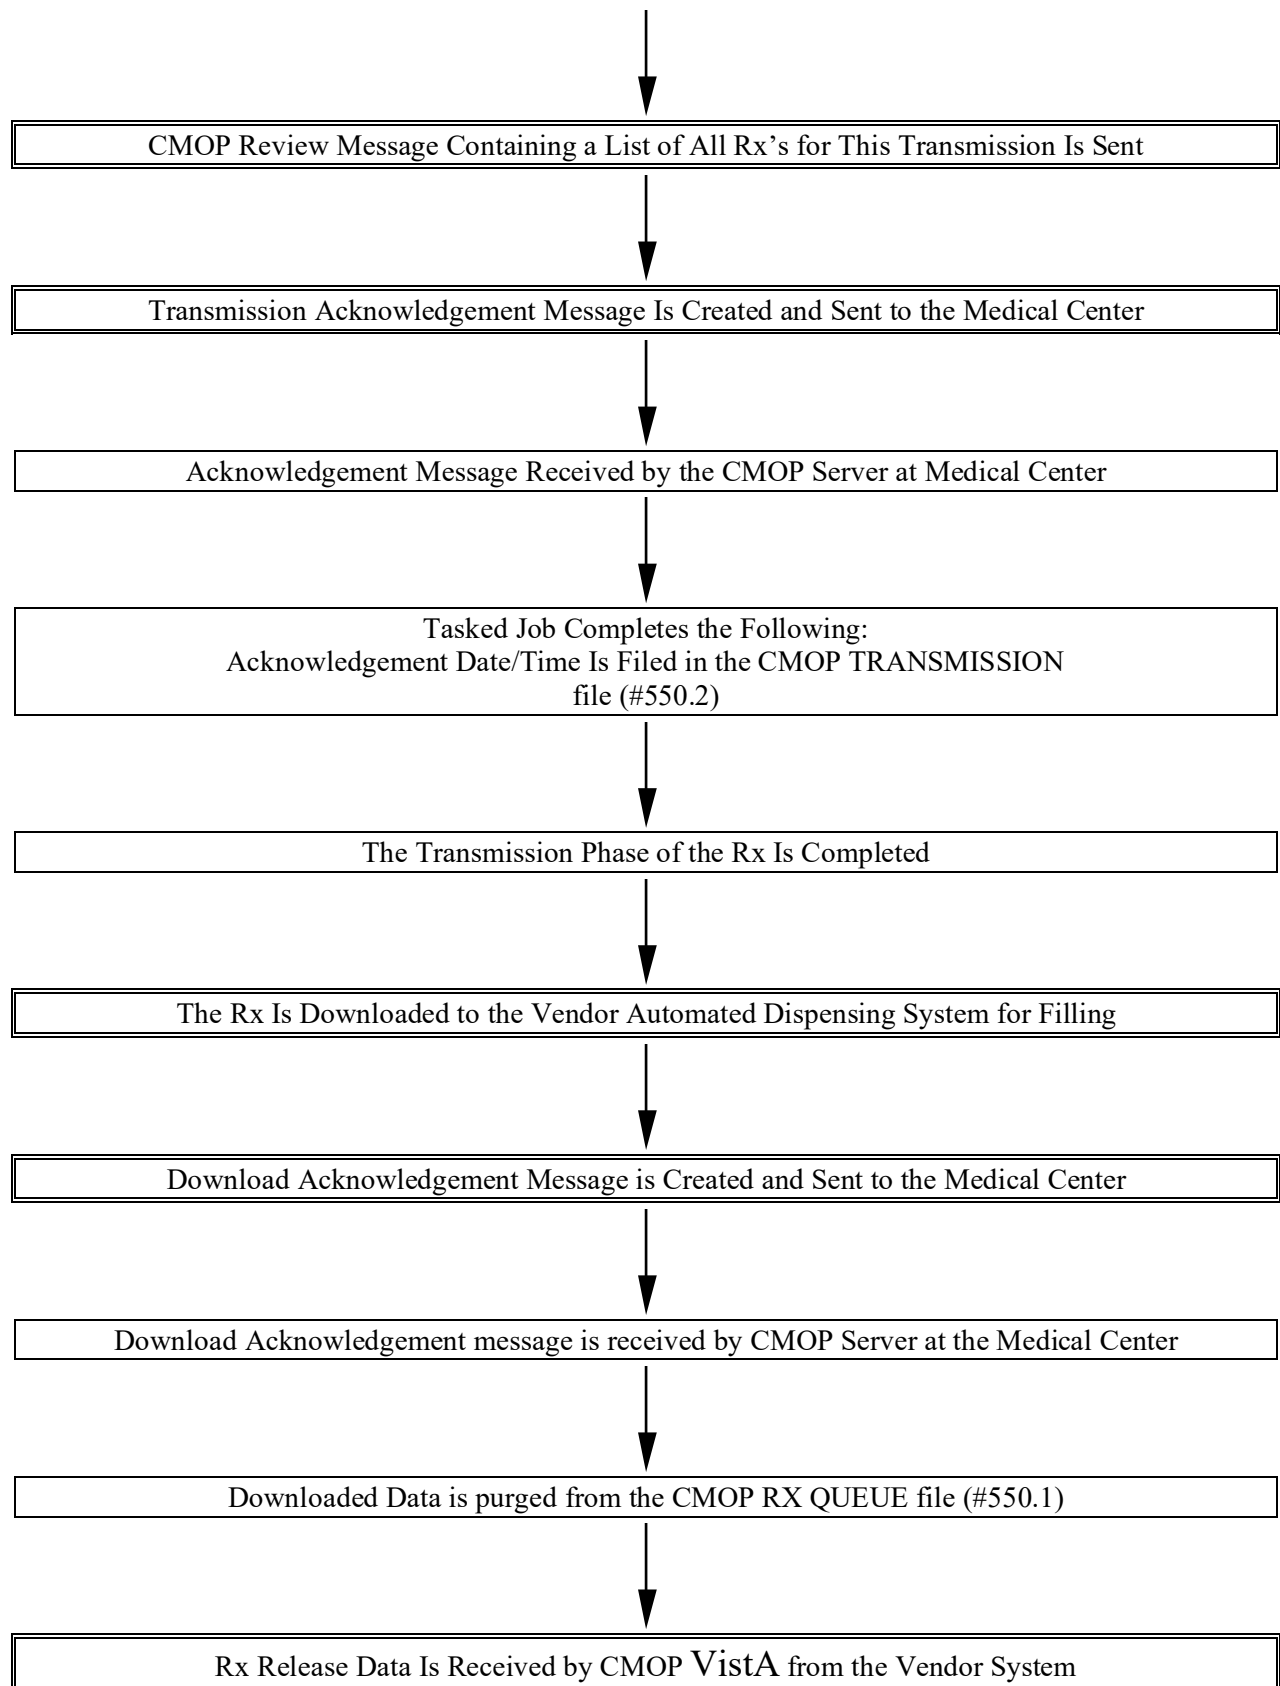 CMOP Review Message Containing a List of All Rx’s for This Transmission Is Sent
Transmission Acknowledgement Message Is Created and Sent to the Medical Center
Acknowledgement Message Received by the CMOP Server at Medical Center
Tasked Job Completes the Following:
Acknowledgement Date/Time Is Filed in the CMOP TRANSMISSION
file (#550.2)
The Transmission Phase of the Rx Is Completed
The Rx Is Downloaded to the Vendor Automated Dispensing System for Filling
Download Acknowledgement Message is Created and Sent to the Medical Center
Download Acknowledgement message is received by CMOP Server at the Medical Center
Downloaded Data is purged from the CMOP RX QUEUE file (#550.1)
Rx Release Data Is Received by CMOP VistA from the Vendor System